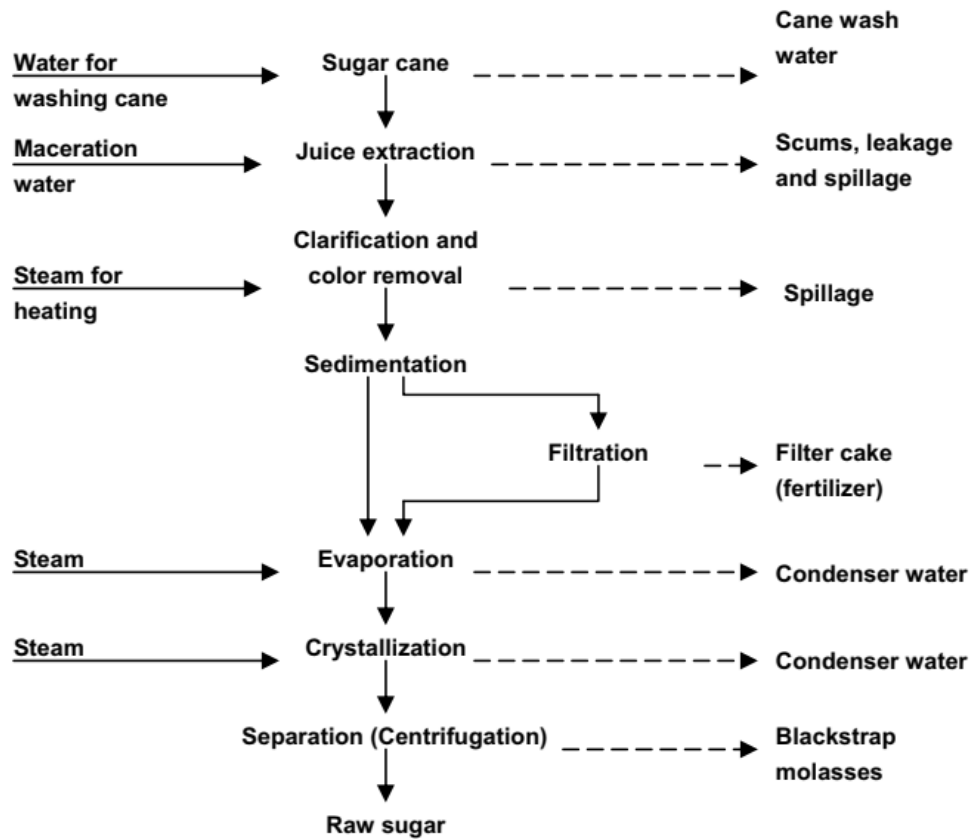 Cane wash
water
Water for
washing cane
Sugar cane
Maceration
water
Juice extraction
Scums, leakage
and spillage
Clarification and
color removal
Steam for
heating
Spillage
Sedimentation
Filtration
Filter cake
(fertilizer)
Steam
Evaporation
Condenser water
Steam
Crystallization
Condenser water
Separation (Centrifugation)
Blackstrap
molasses
Raw sugar